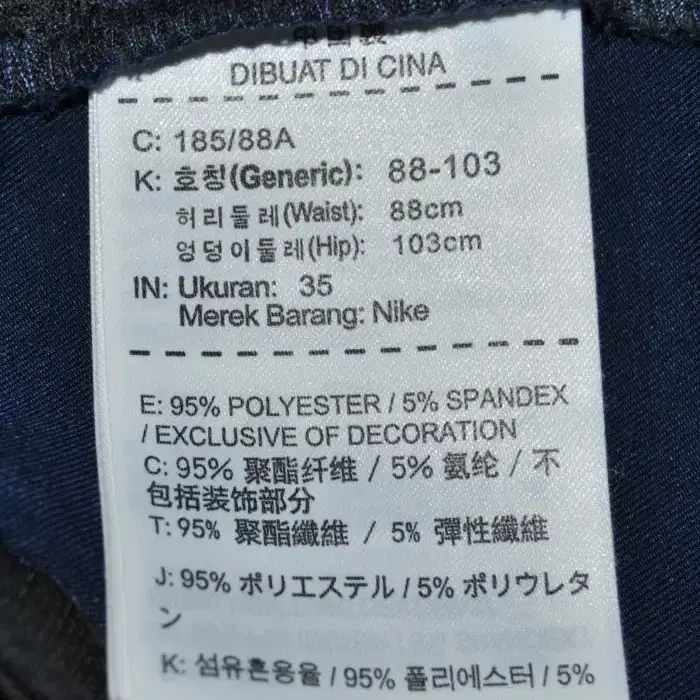 中國製
DIBUAT DI CINA
C: 185/88A
K: 호칭(Generic): 88-103
허리둘레(Waist): 88cm
엉덩이둘레(Hip): 103cm
IN: Ukuran: 35
Merek Barang: Nike
E: 95% POLYESTER / 5% SPANDEX
/ EXCLUSIVE OF DECORATION
C: 95% 聚酯纤维 / 5% 氨纶 / 不
包括装饰部分
T: 95% 聚酯纖維 / 5% 彈性纖維
J: 95% ポリエステル / 5% ポリウレタ
ン
K: 섬유혼용율 / 95% 폴리에스터 / 5%